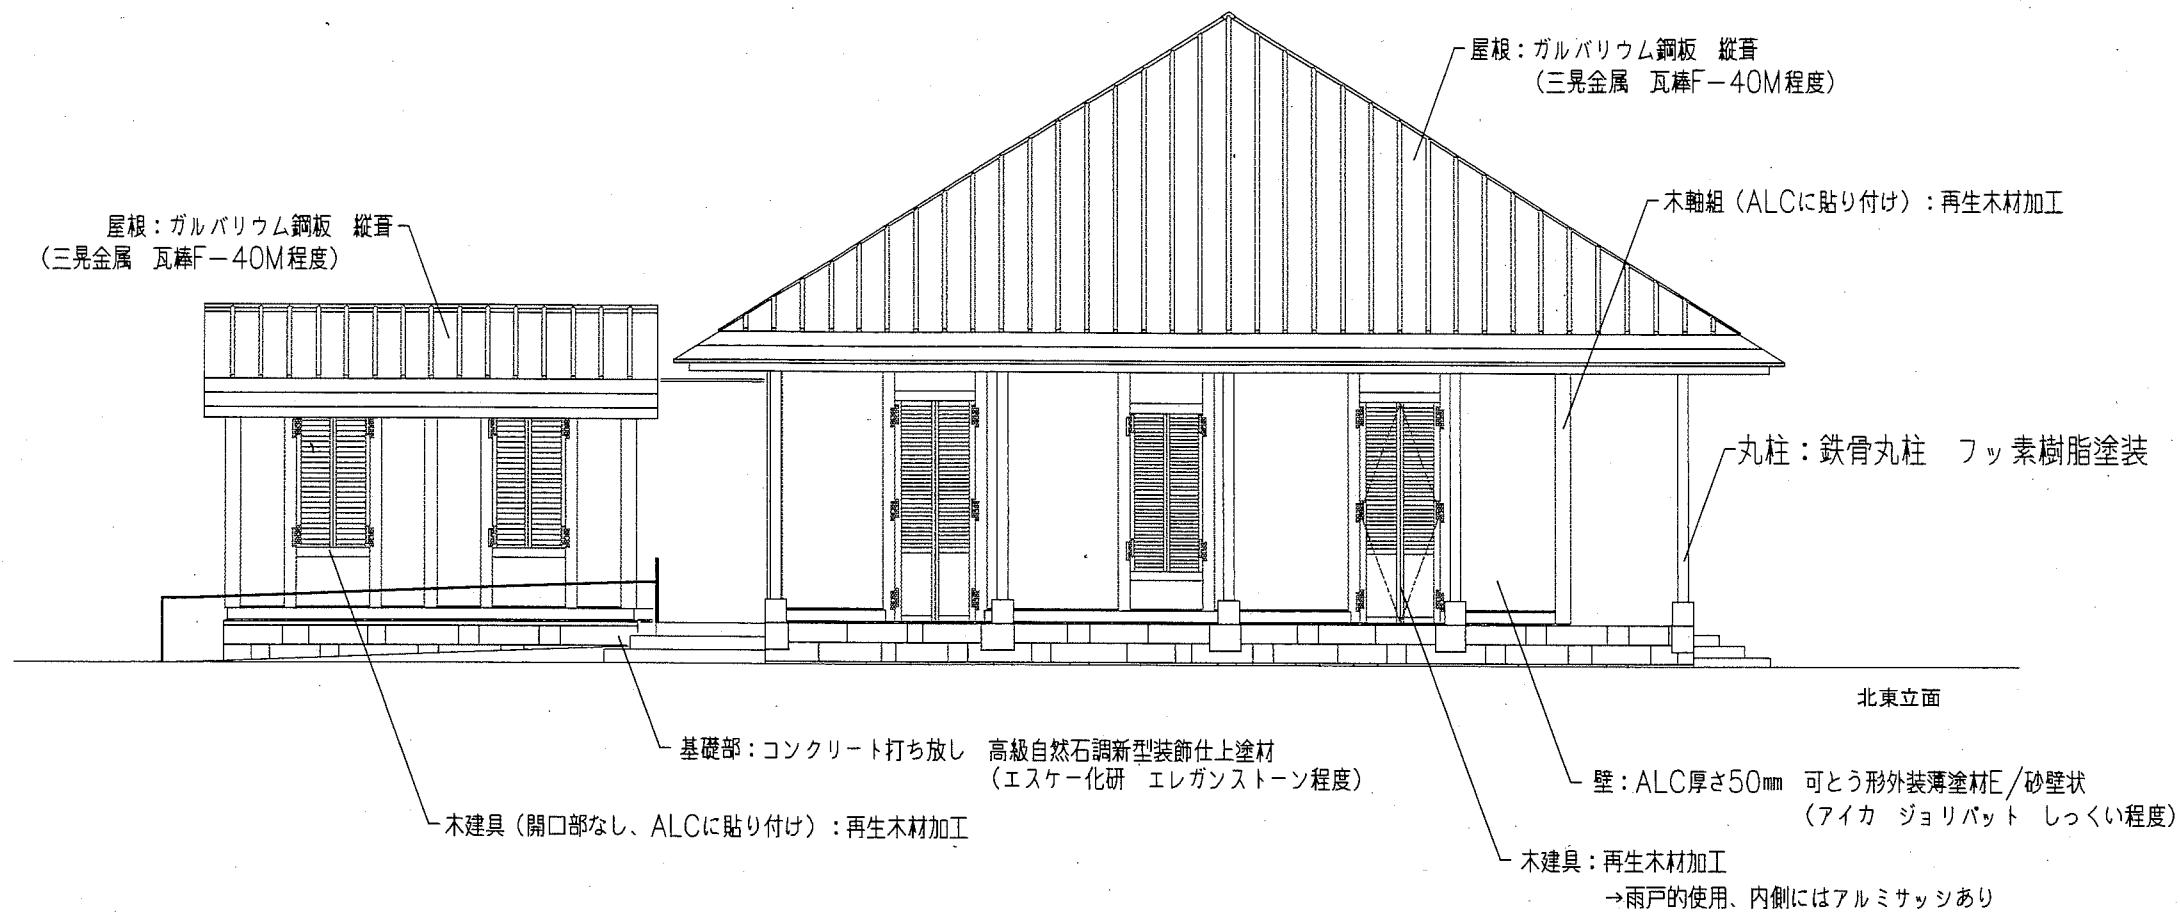 屋根：ガルバリウム鋼板　縦葺
（三晃金属　瓦棒F－40M程度）
木軸組（ALCに貼り付け）：再生木材加工
屋根：ガルバリウム鋼板　縦葺
（三晃金属　瓦棒F－40M程度）
丸柱：鉄骨丸柱　フッ素樹脂塗装
北東立面
基礎部：コンクリート打ち放し　高級自然石調新型装飾仕上塗材
（エスケー化研　エレガンストーン程度）
壁：ALC厚さ50㎜　可とう形外装薄塗材E/砂壁状
（アイカ　ジョリパット　しっくい程度）
木建具（開口部なし、ALCに貼り付け）：再生木材加工
木建具：再生木材加工
→雨戸的使用、内側にはアルミサッシあり